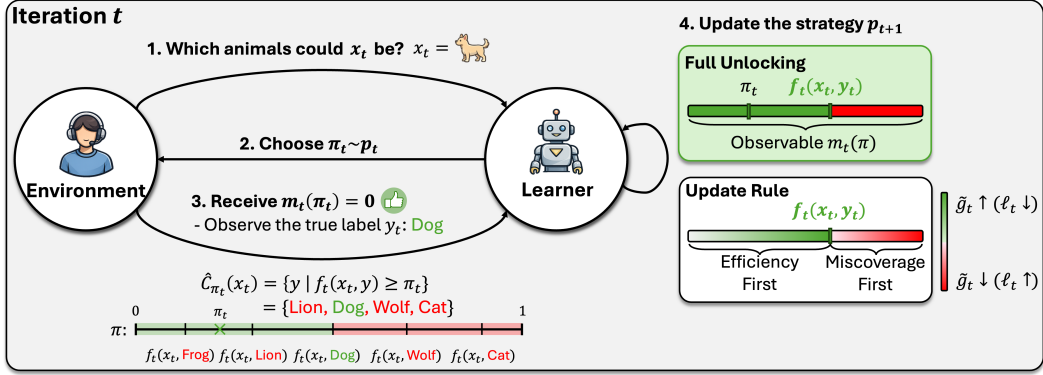 Iteration t
1. Which animals could x_t be? x_t =
4. Update the strategy p_{t+1}
Full Unlocking
π_t f_t(x_t, y_t)
Observable m_t(π)
2. Choose π_t~p_t
Environment
Learner
3. Receive m_t(π_t) = 0
- Observe the true label y_t: Dog
Update Rule
f_t(x_t, y_t)
Efficiency First
Miscoverage First
g̃_t ↑ (ℓ_t ↓)
g̃_t ↓ (ℓ_t ↑)
Ĉ_{π_t}(x_t) = {y | f_t(x_t, y) ≥ π_t}
= {Lion, Dog, Wolf, Cat}
0 π_t 1
π:
f_t(x_t, Frog) f_t(x_t, Lion) f_t(x_t, Dog) f_t(x_t, Wolf) f_t(x_t, Cat)